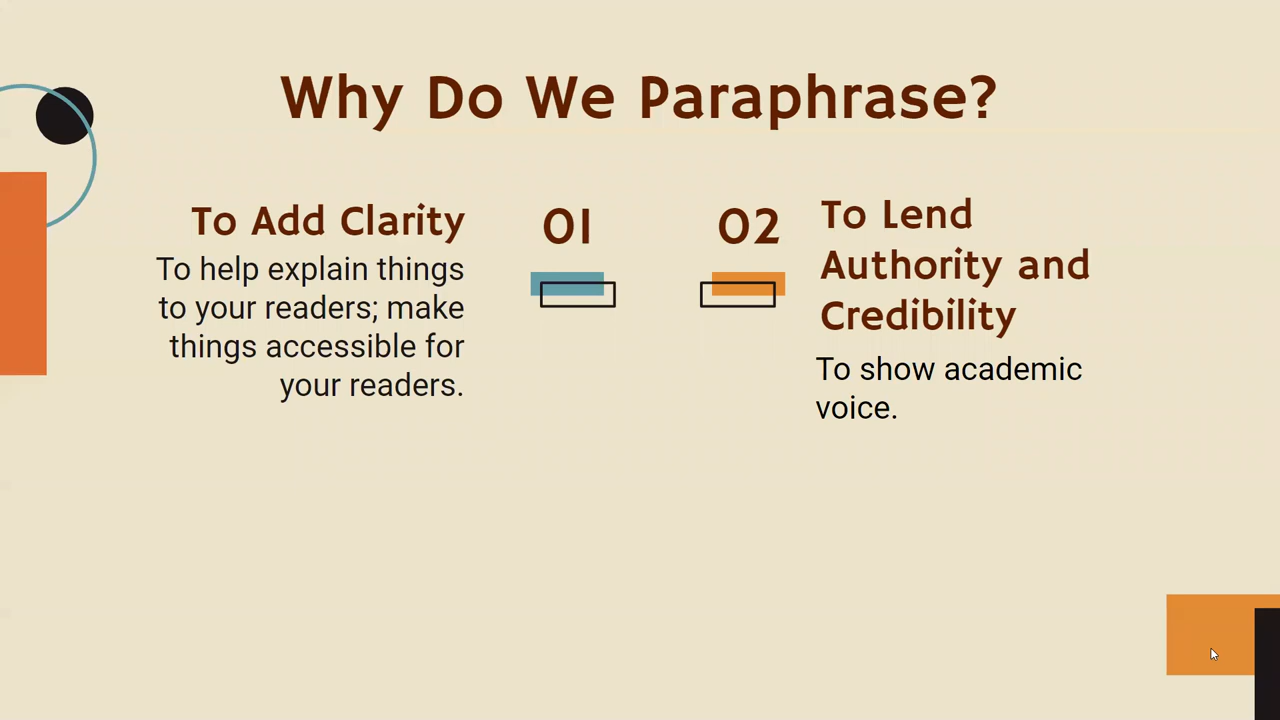 Why Do We Paraphrase?
To Add Clarity
To help explain things
to your readers; make
things accessible for
your readers.
01
02
To Lend
Authority and
Credibility
To show academic
voice.